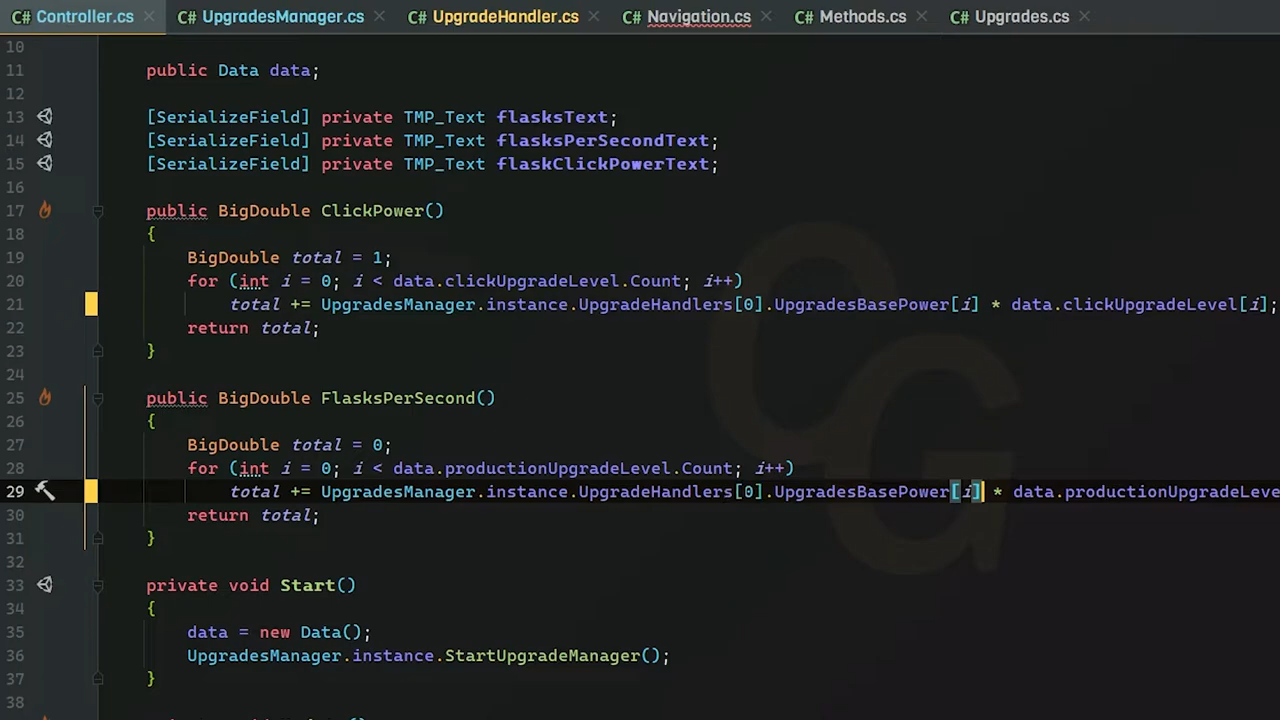 C# Controller.cs × C# UpgradesManager.cs × C# UpgradeHandler.cs × C# Navigation.cs × C# Methods.cs × C# Upgrades.cs ×
10
11 public Data data;
12
13 [SerializeField] private TMP_Text flasksText;
14 [SerializeField] private TMP_Text flasksPerSecondText;
15 [SerializeField] private TMP_Text flaskClickPowerText;
16
17 public BigDouble ClickPower()
18 {
19 BigDouble total = 1;
20 for (int i = 0; i < data.clickUpgradeLevel.Count; i++)
21 total += UpgradesManager.instance.UpgradeHandlers[0].UpgradesBasePower[i] * data.clickUpgradeLevel[i];
22 return total;
23 }
24
25 public BigDouble FlasksPerSecond()
26 {
27 BigDouble total = 0;
28 for (int i = 0; i < data.productionUpgradeLevel.Count; i++)
29 total += UpgradesManager.instance.UpgradeHandlers[0].UpgradesBasePower[i] * data.productionUpgradeLeve
30 return total;
31 }
32
33 private void Start()
34 {
35 data = new Data();
36 UpgradesManager.instance.StartUpgradeManager();
37 }
38
CG